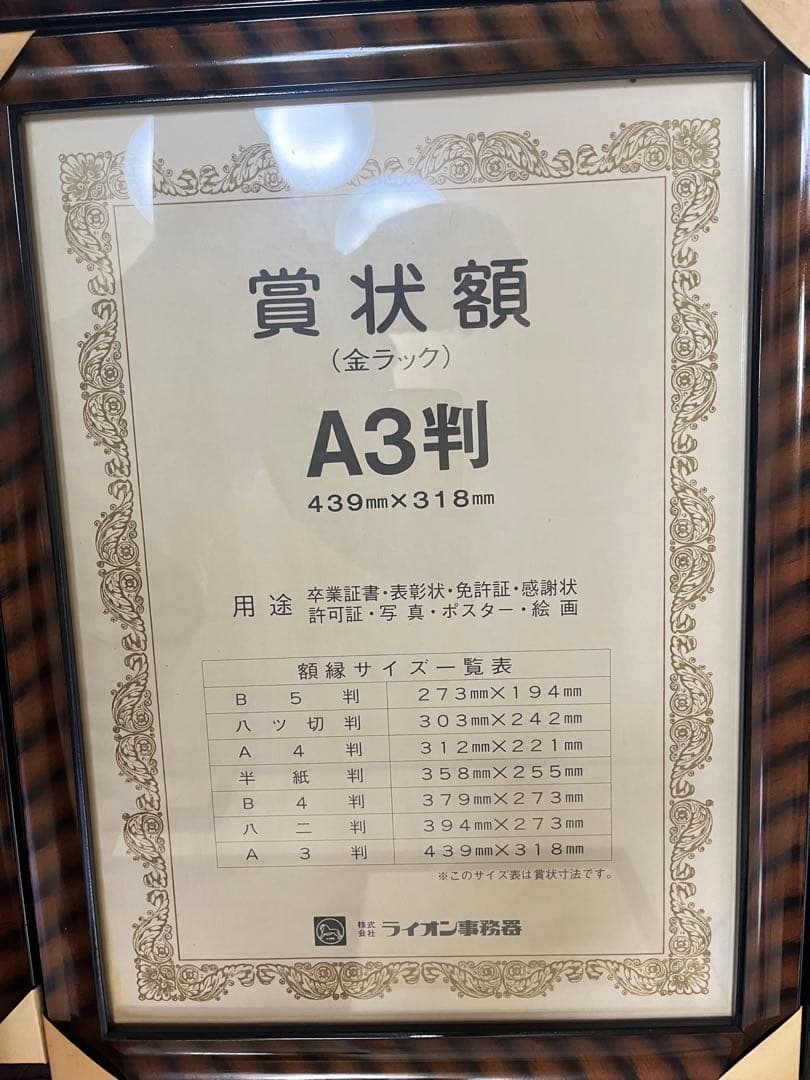 賞状額
(金ラック)
A3判
439㎜×318㎜
用途 卒業証書・表彰状・免許証・感謝状
許可証・写真・ポスター・絵画
額縁サイズ一覧表
B5判 273㎜×194㎜
八ツ切判 303㎜×242㎜
A4判 312㎜×221㎜
半紙判 358㎜×255㎜
B4判 379㎜×273㎜
八二判 394㎜×273㎜
A3判 439㎜×318㎜
※このサイズ表は賞状寸法です。
株式会社 ライオン事務器